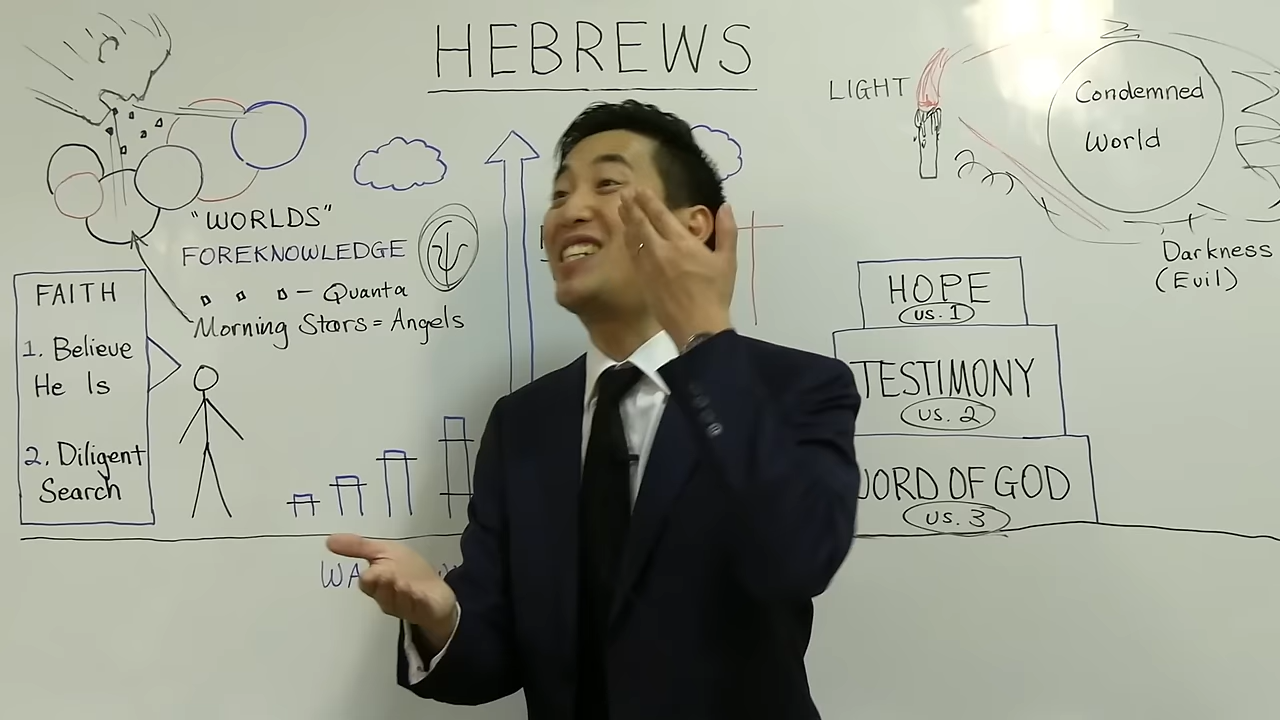 HEBREWS
LIGHT
Condemned
World
"WORLDS"
FOREKNOWLEDGE
Quanta
Morning Stars = Angels
Darkness
(Evil)
FAITH
1. Believe
He Is
2. Diligent
Search
HOPE
vs. 1
TESTIMONY
vs. 2
WORD OF GOD
vs. 3